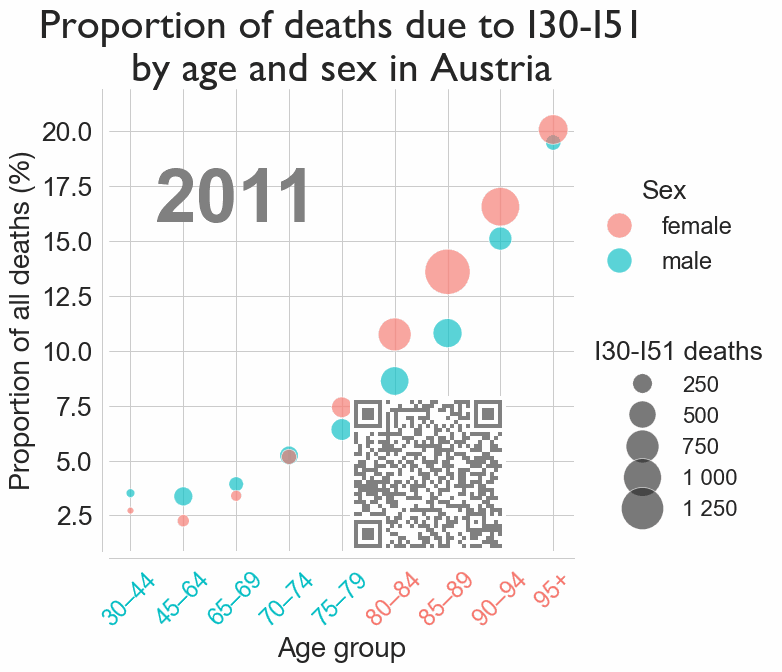 Proportion of deaths due to I30-I51
by age and sex in Austria
Proportion of all deaths (%)
20.0
17.5
15.0
12.5
10.0
7.5
5.0
2.5
2011
30–44
45–64
65–69
70–74
75–79
80–84
85–89
90–94
95+
Age group
Sex
female
male
I30-I51 deaths
250
500
750
1 000
1 250